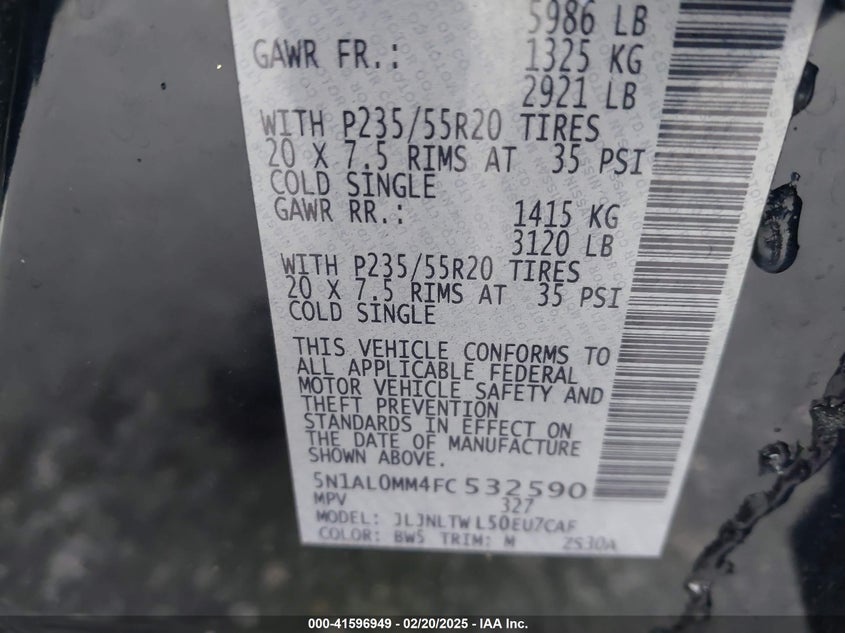 5986 LB
GAWR FR.: 1325 KG
2921 LB
WITH P235/55R20 TIRES
20 X 7.5 RIMS AT 35 PSI
COLD SINGLE
GAWR RR.: 1415 KG
3120 LB
WITH P235/55R20 TIRES
20 X 7.5 RIMS AT 35 PSI
COLD SINGLE
THIS VEHICLE CONFORMS TO
ALL APPLICABLE FEDERAL
MOTOR VEHICLE SAFETY AND
THEFT PREVENTION
STANDARDS IN EFFECT ON
THE DATE OF MANUFACTURE
SHOWN ABOVE.
5N1AL0MM4FC532590
MPV 327
MODEL: JLJNLTW L50EU7CAF
COLOR: BW5 TRIM: M 2S30A
000-41596949 — 02/20/2025 — IAA Inc.